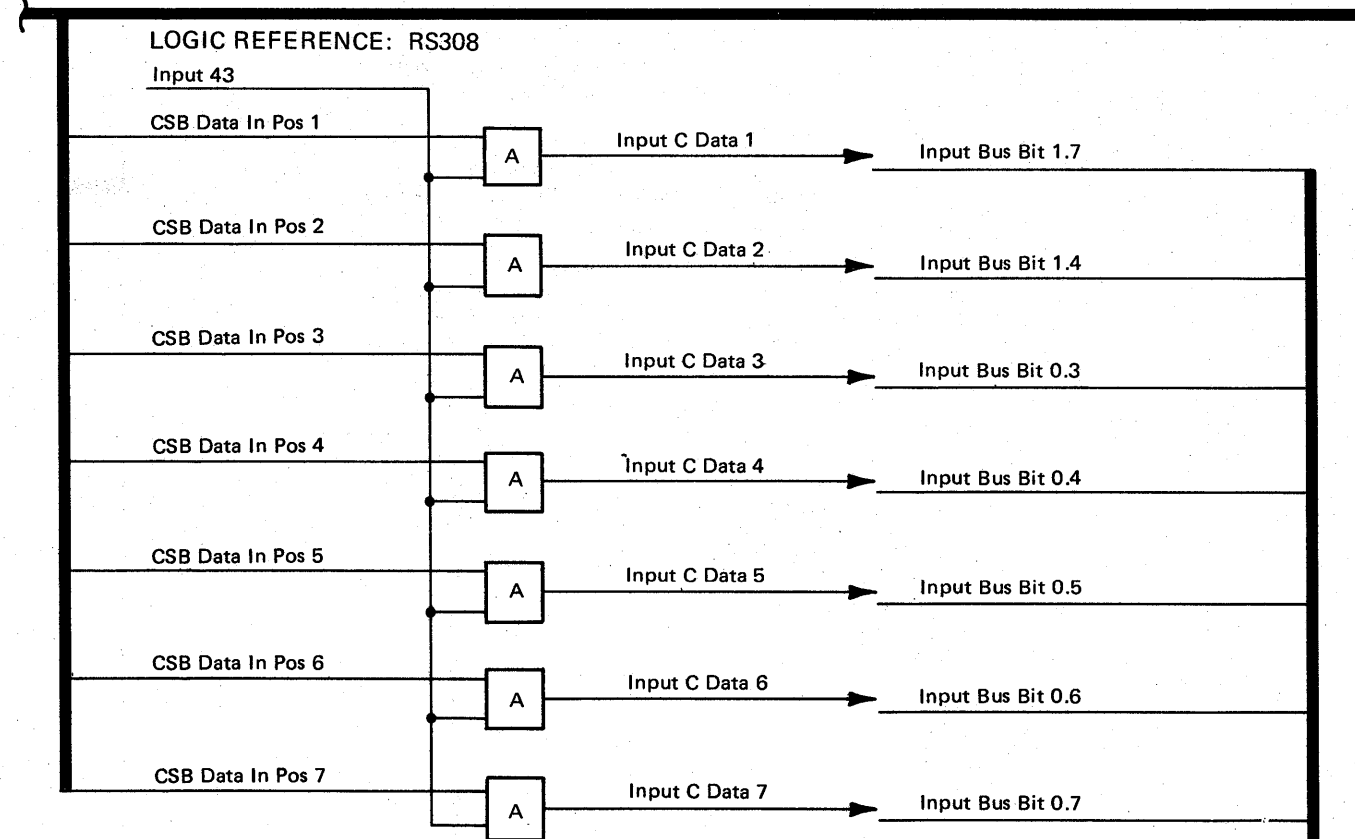 LOGIC REFERENCE: RS308
Input 43
CSB Data In Pos 1
A
Input C Data 1
Input Bus Bit 1.7
CSB Data In Pos 2
A
Input C Data 2
Input Bus Bit 1.4
CSB Data In Pos 3
A
Input C Data 3
Input Bus Bit 0.3
CSB Data In Pos 4
A
Input C Data 4
Input Bus Bit 0.4
CSB Data In Pos 5
A
Input C Data 5
Input Bus Bit 0.5
CSB Data In Pos 6
A
Input C Data 6
Input Bus Bit 0.6
CSB Data In Pos 7
A
Input C Data 7
Input Bus Bit 0.7